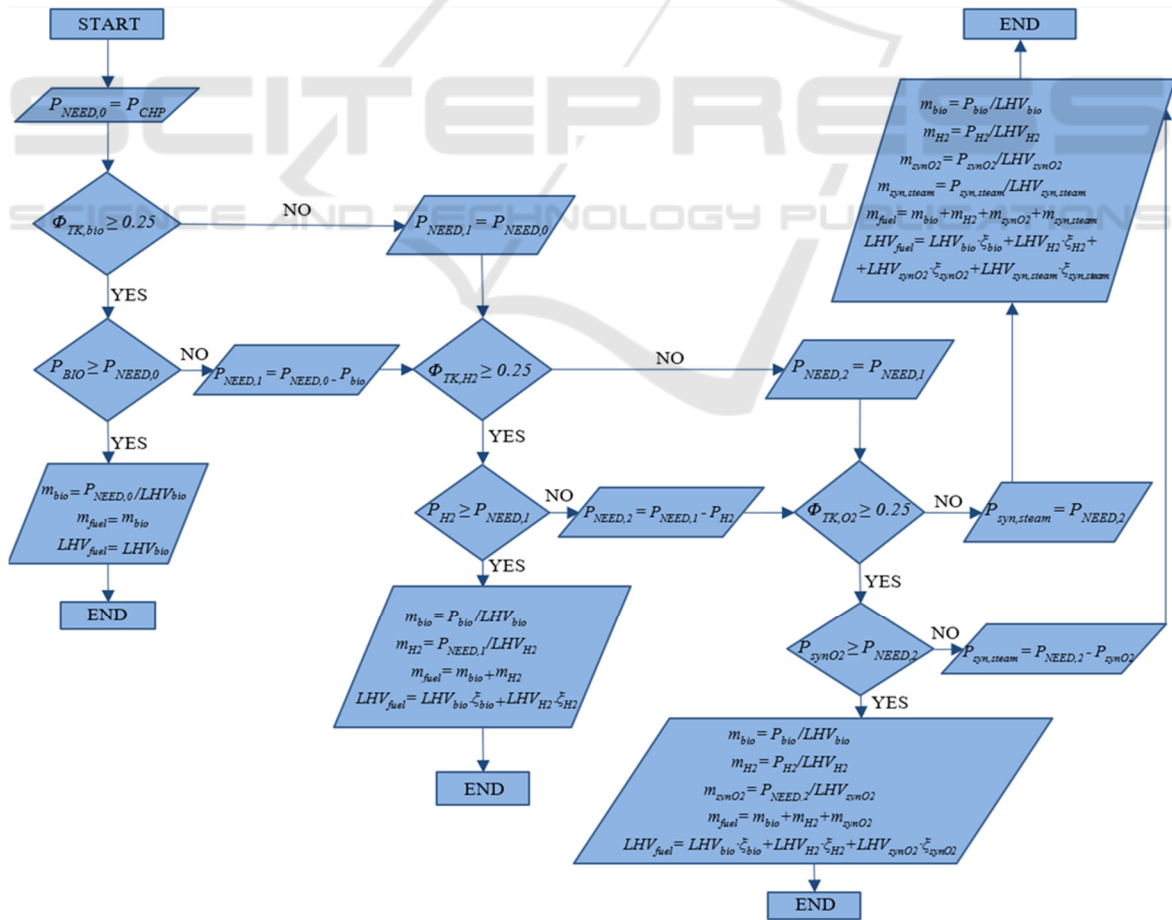 START
END
SCITEPRESS
SCIENCE AND TECHNOLOGY PUBLICATIONS
P_NEED,0 = P_CHP
Φ_TK,bio ≥ 0.25
NO
P_NEED,1 = P_NEED,0
YES
P_BIO ≥ P_NEED,0
NO
P_NEED,1 = P_NEED,0 - P_bio
YES
m_bio = P_NEED,0/LHV_bio
m_fuel = m_bio
LHV_fuel = LHV_bio
END
Φ_TK,H2 ≥ 0.25
NO
P_NEED,2 = P_NEED,1
YES
P_H2 ≥ P_NEED,1
NO
P_NEED,2 = P_NEED,1 - P_H2
YES
m_bio = P_bio/LHV_bio
m_H2 = P_NEED,1/LHV_H2
m_fuel = m_bio + m_H2
LHV_fuel = LHV_bio·ξ_bio + LHV_H2·ξ_H2
END
Φ_TK,O2 ≥ 0.25
NO
P_syn,steam = P_NEED,2
YES
P_synO2 ≥ P_NEED,2
NO
P_syn,steam = P_NEED,2 - P_synO2
YES
m_bio = P_bio/LHV_bio
m_H2 = P_H2/LHV_H2
m_synO2 = P_NEED,2/LHV_synO2
m_fuel = m_bio + m_H2 + m_synO2
LHV_fuel = LHV_bio·ξ_bio + LHV_H2·ξ_H2 + LHV_synO2·ξ_synO2
END
m_bio = P_bio/LHV_bio
m_H2 = P_H2/LHV_H2
m_synO2 = P_synO2/LHV_synO2
m_syn,steam = P_syn,steam/LHV_syn,steam
m_fuel = m_bio + m_H2 + m_synO2 + m_syn,steam
LHV_fuel = LHV_bio·ξ_bio + LHV_H2·ξ_H2 +
+ LHV_synO2·ξ_synO2 + LHV_syn,steam·ξ_syn,steam